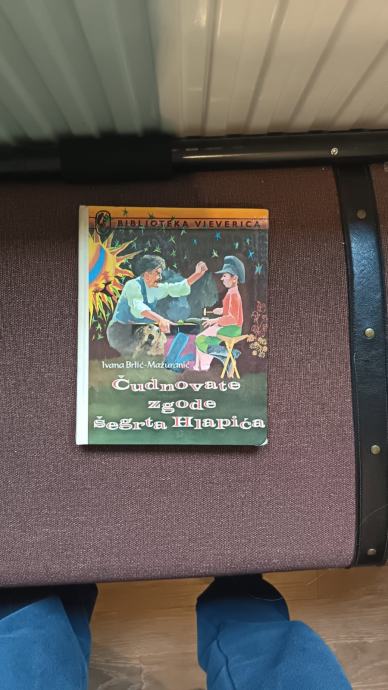 BIBLIOTEKA VJEVERICA
Ivana Brlić-Mažuranić
Čudnovate
zgode
šegrta Hlapića